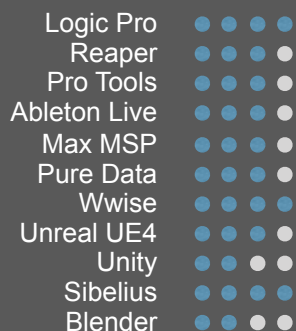 Logic Pro
Reaper
Pro Tools
Ableton Live
Max MSP
Pure Data
Wwise
Unreal UE4
Unity
Sibelius
Blender